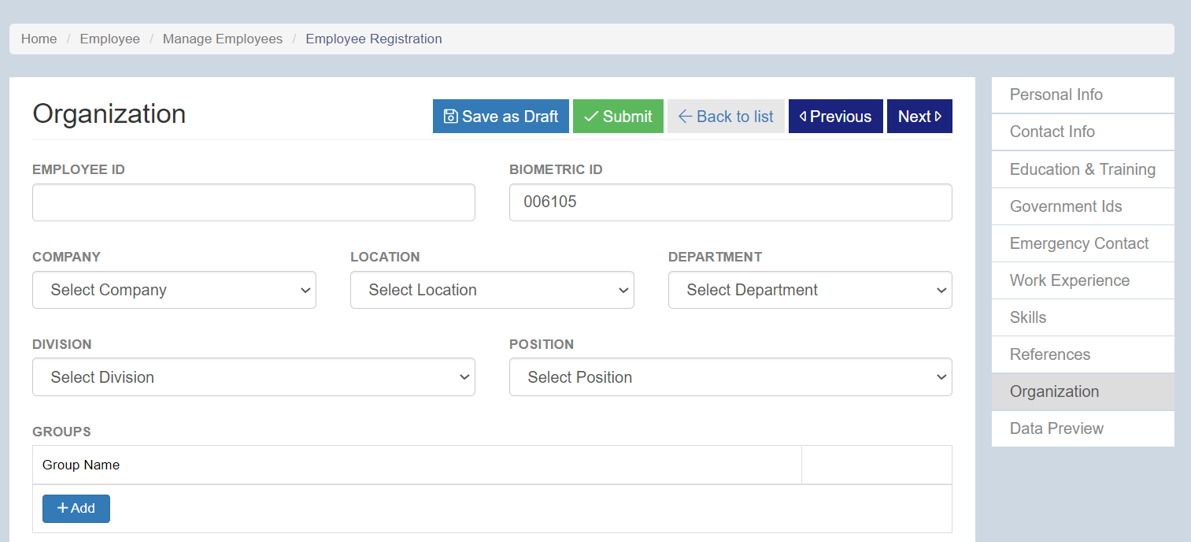 Home / Employee / Manage Employees / Employee Registration
Organization
Save as Draft
Submit
Back to list
Previous
Next
EMPLOYEE ID
BIOMETRIC ID
006105
COMPANY
LOCATION
DEPARTMENT
Select Company
Select Location
Select Department
DIVISION
POSITION
Select Division
Select Position
GROUPS
Group Name
Add
Personal Info
Contact Info
Education & Training
Government Ids
Emergency Contact
Work Experience
Skills
References
Organization
Data Preview